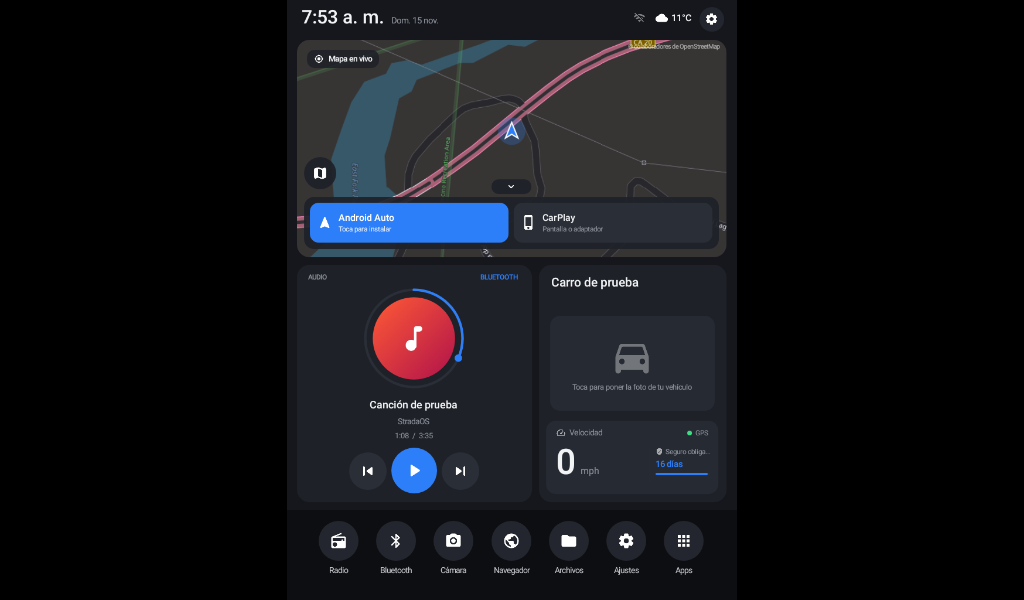 7:53 a. m. Dom. 15 nov.
11°C
Mapa en vivo
Android Auto
Toca para instalar
CarPlay
Pantalla o adaptador
AUDIO
BLUETOOTH
Canción de prueba
StradaOS
1:08 / 3:35
Carro de prueba
Toca para poner la foto de tu vehículo
Velocidad
GPS
0 mph
Seguro obliga...
16 días
Radio
Bluetooth
Cámara
Navegador
Archivos
Ajustes
Apps